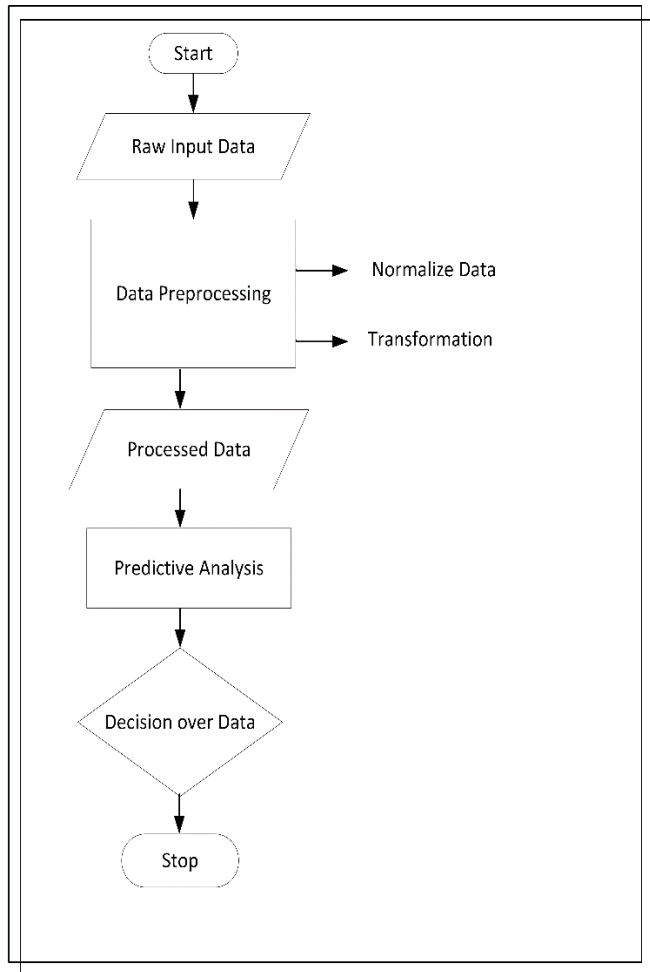 Start
Raw Input Data
Normalize Data
Data Preprocessing
Transformation
Processed Data
Predictive Analysis
Decision over Data
Stop